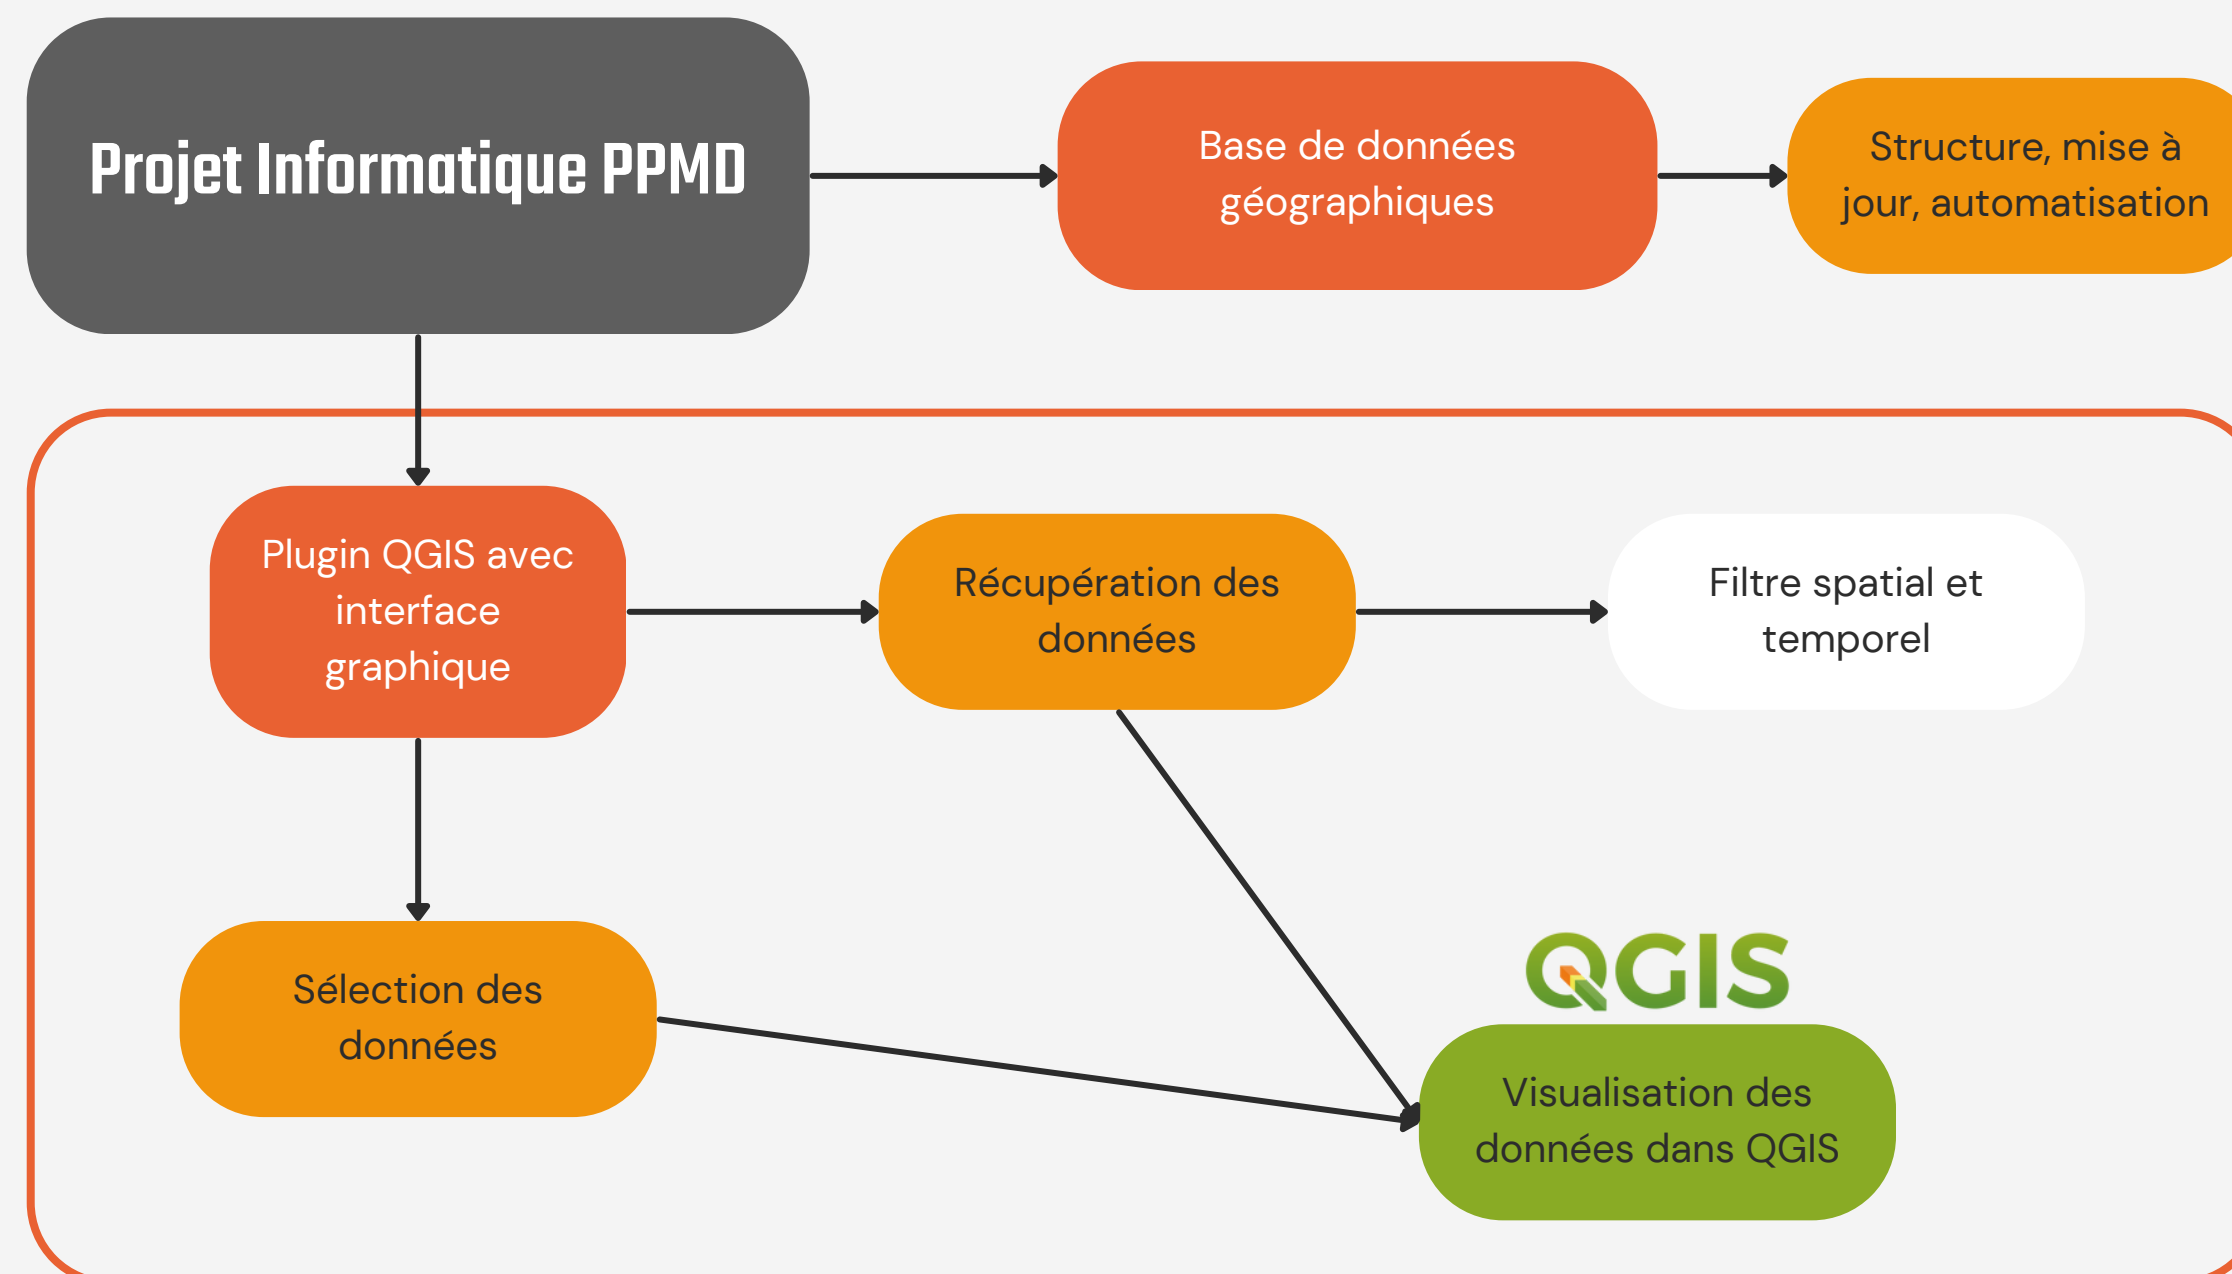 Projet Informatique PPMD
Base de données
géographiques
Structure, mise à
jour, automatisation
Plugin QGIS avec
interface
graphique
Récupération des
données
Filtre spatial et
temporel
Sélection des
données
QGIS
Visualisation des
données dans QGIS